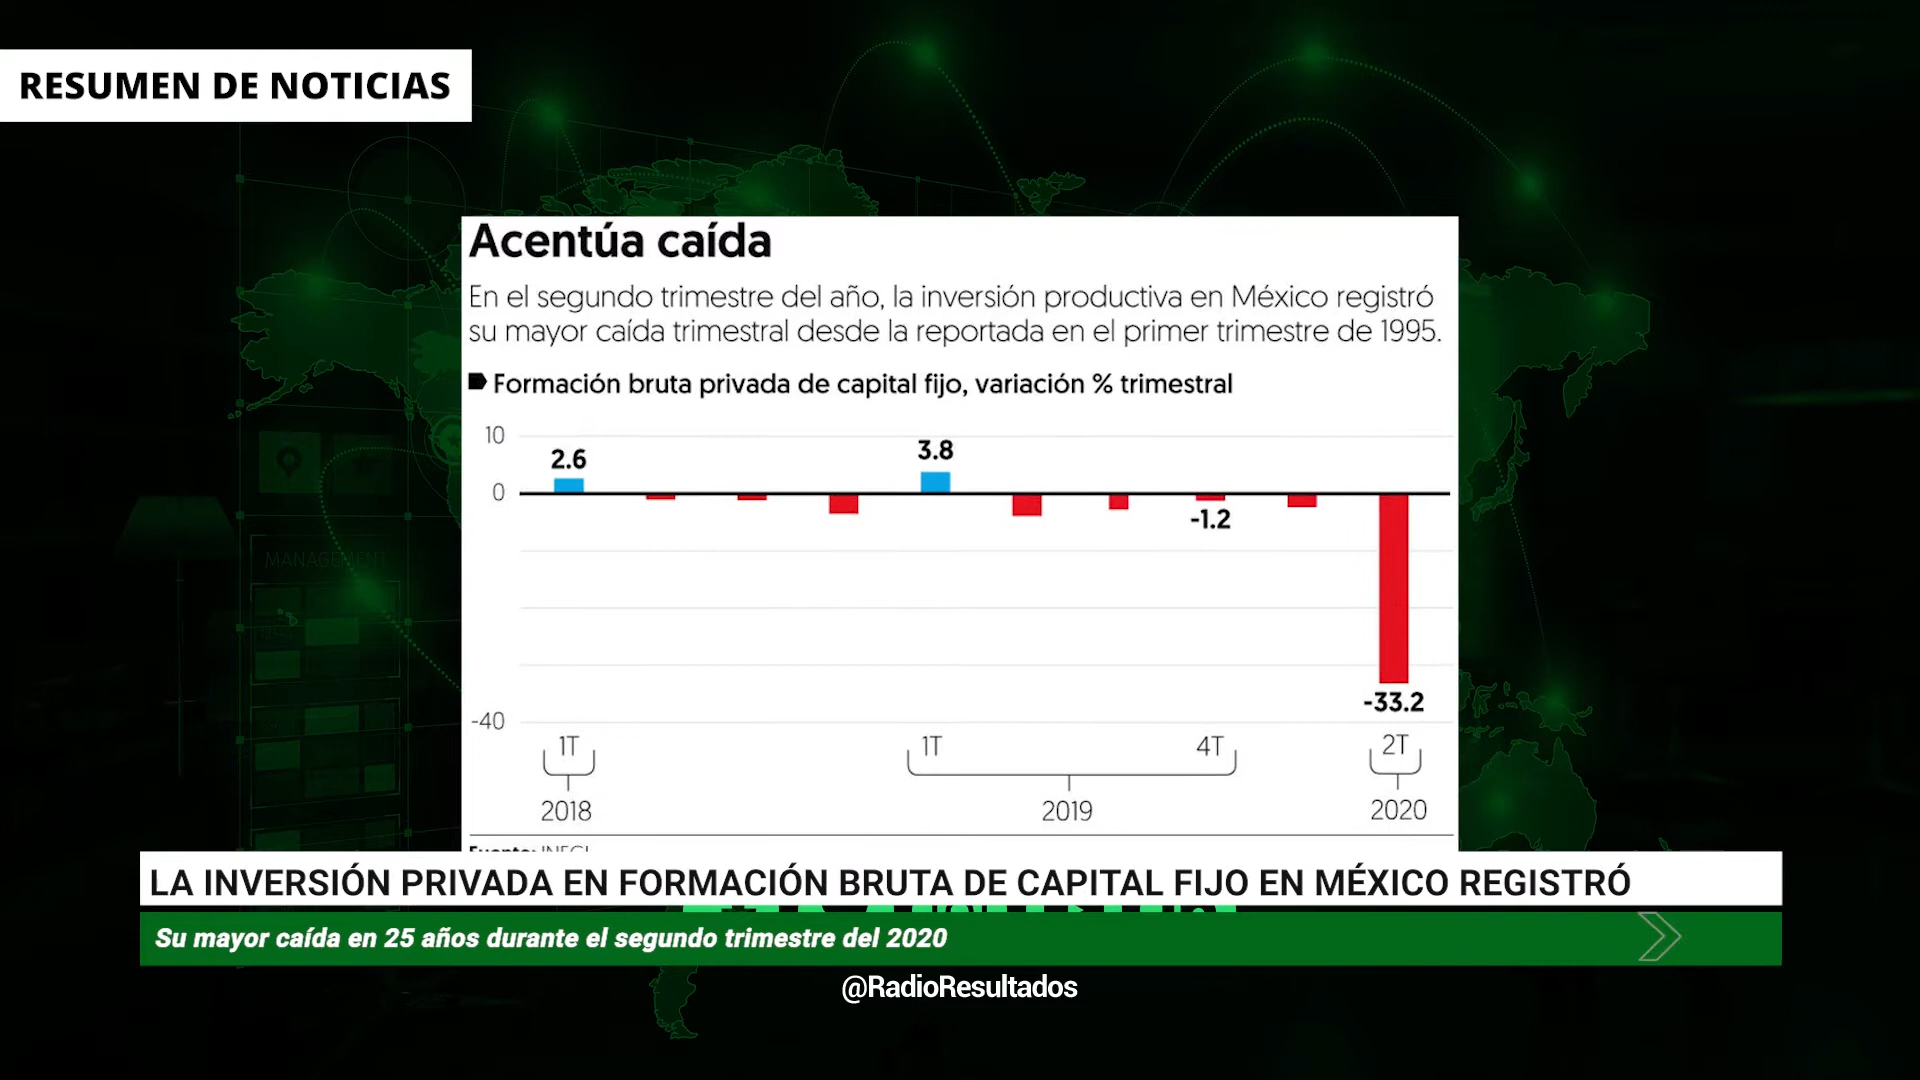 RESUMEN DE NOTICIAS
Acentúa caída
En el segundo trimestre del año, la inversión productiva en México registró
su mayor caída trimestral desde la reportada en el primer trimestre de 1995.
Formación bruta privada de capital fijo, variación % trimestral
10
3.8
2.6
0
-1.2
MANAGEMENT
-33.2
-40
1T 1T 4T 2T
2018 2019 2020
LA INVERSIÓN PRIVADA EN FORMACIÓN BRUTA DE CAPITAL FIJO EN MÉXICO REGISTRÓ
Su mayor caída en 25 años durante el segundo trimestre del 2020
@RadioResultados